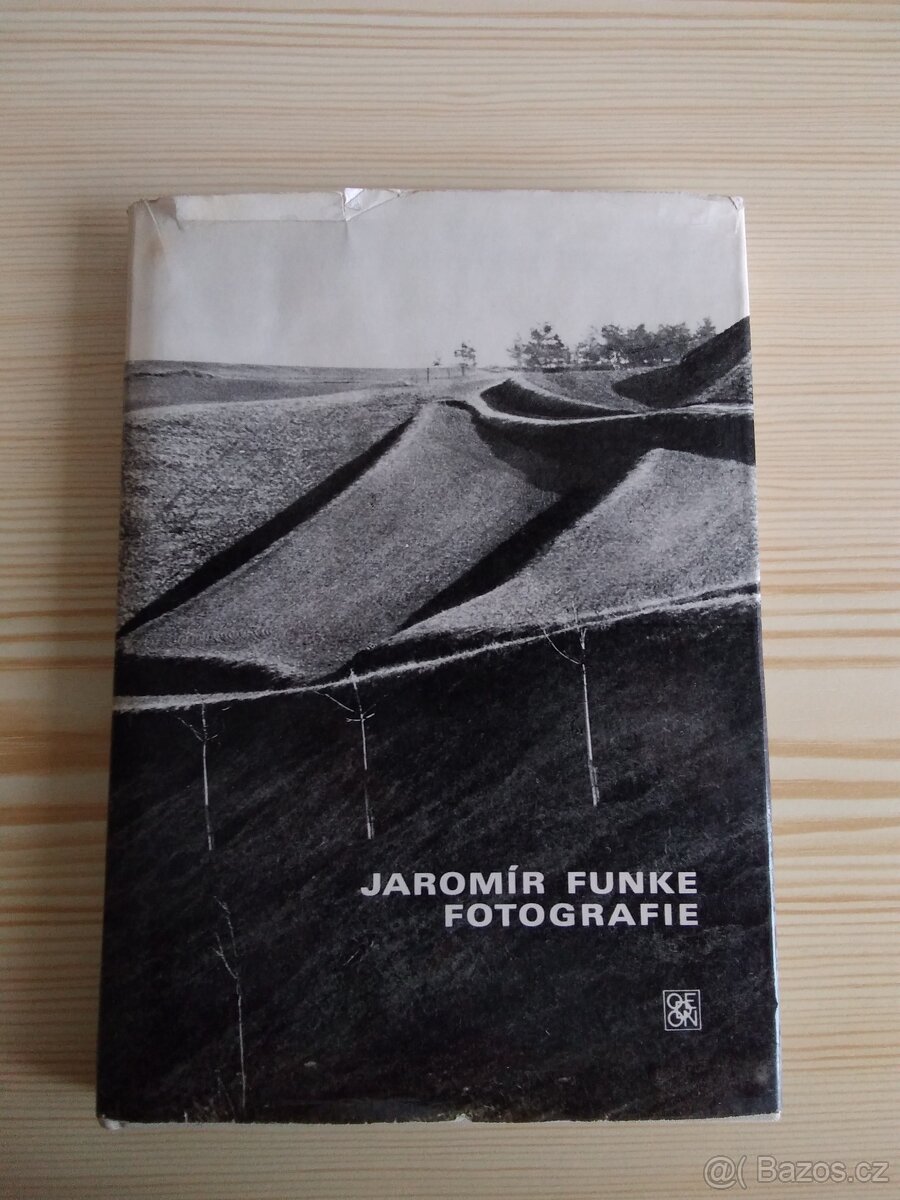 JAROMÍR FUNKE
FOTOGRAFIE
ODEON
@( Bazos.cz